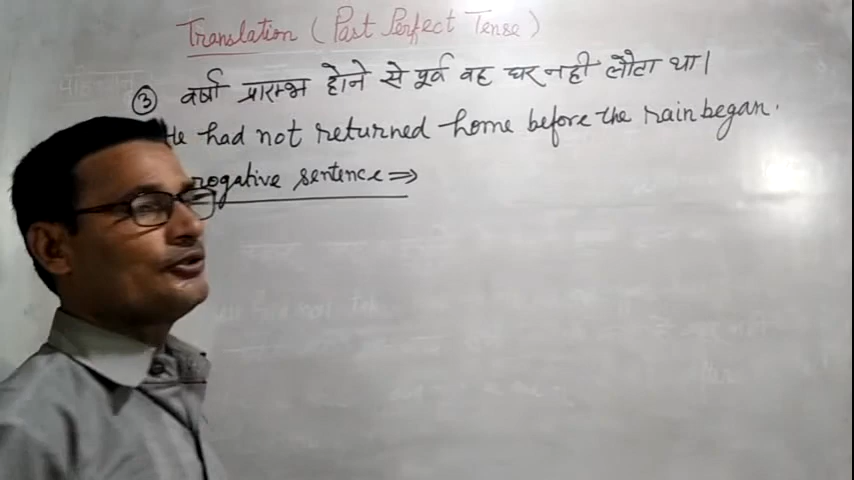 Translation (Past Perfect Tense)
③ वर्षा प्रारम्भ होने से पूर्व वह घर नही लौटा था।
He had not returned home before the rain began.
rogative sentence ⇒